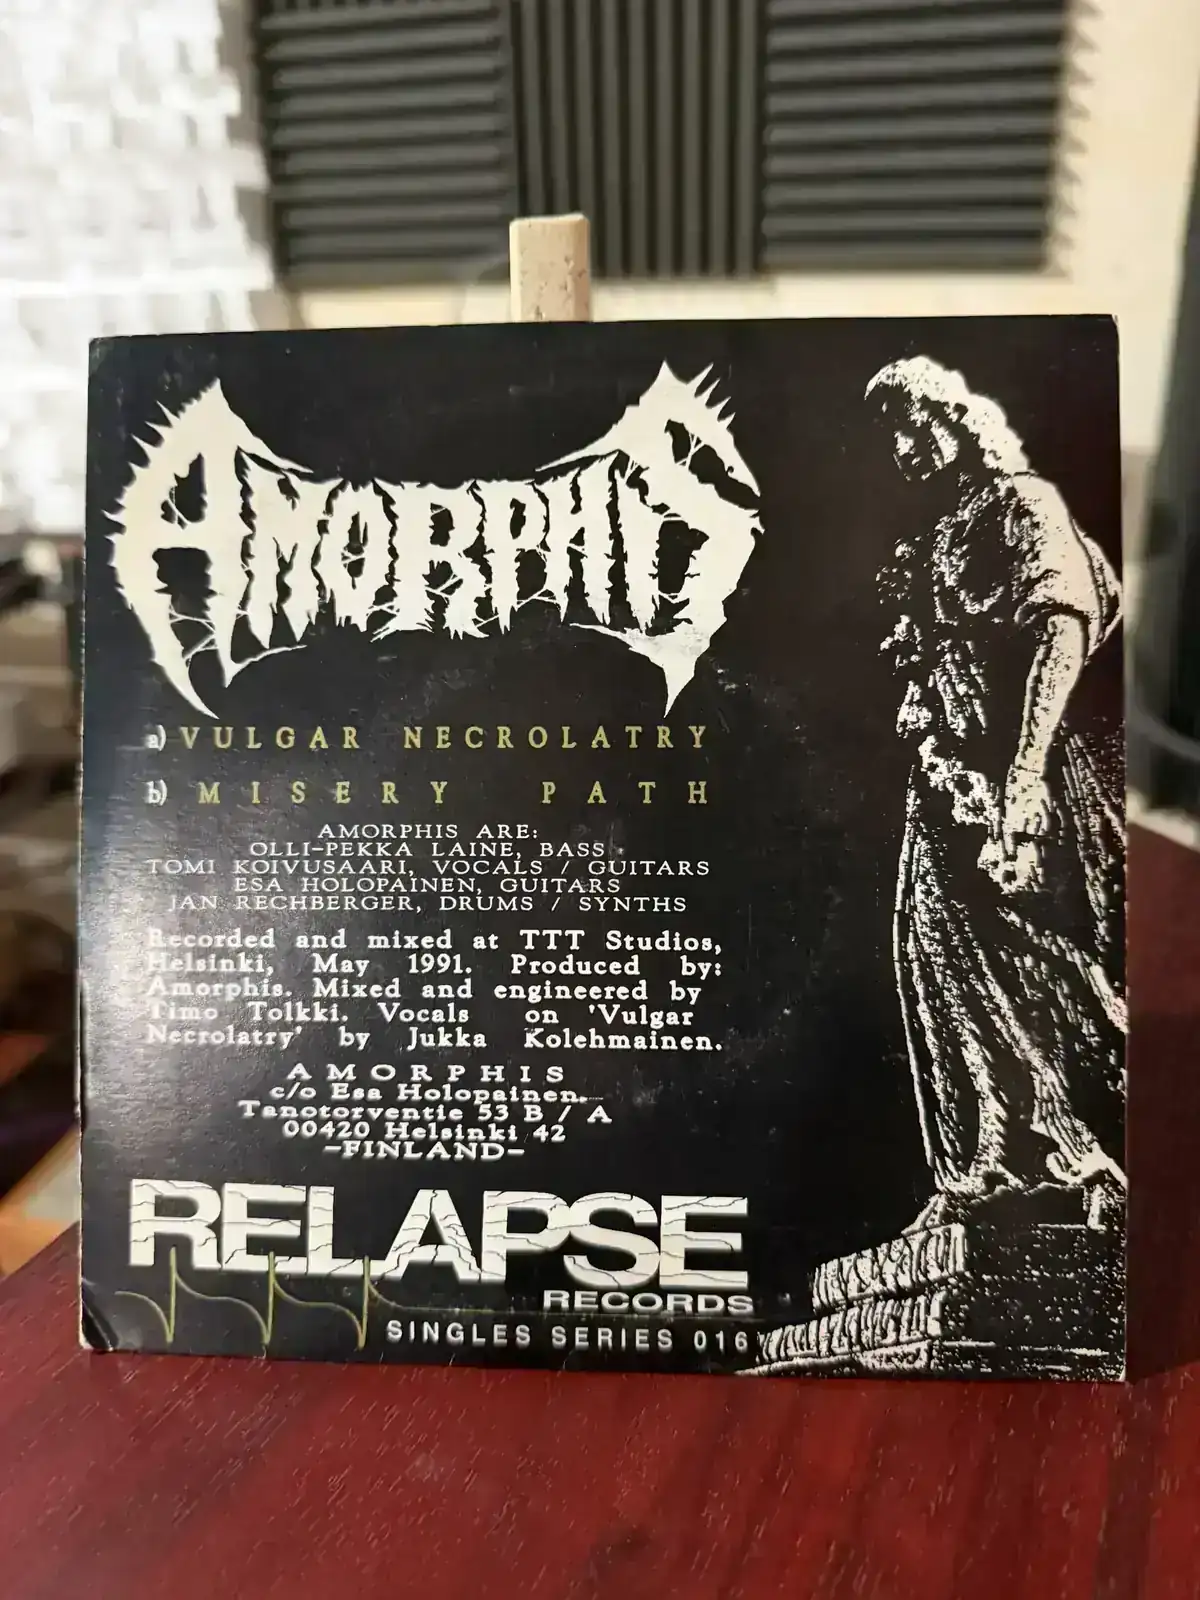 AMORPHIS
a) VULGAR NECROLATRY
b) MISERY PATH
AMORPHIS ARE:
OLLI-PEKKA LAINE, BASS
TOMI KOIVUSAARI, VOCALS / GUITARS
ESA HOLOPAINEN, GUITARS
JAN RECHBERGER, DRUMS / SYNTHS
Recorded and mixed at TTT Studios,
Helsinki, May 1991. Produced by:
Amorphis. Mixed and engineered by
Timo Tolkki. Vocals on 'Vulgar
Necrolatry' by Jukka Kolehmainen.
AMORPHIS
c/o Esa Holopainen
Tanotorventie 53 B / A
00420 Helsinki 42
-FINLAND-
RELAPSE
RECORDS
SINGLES SERIES 016